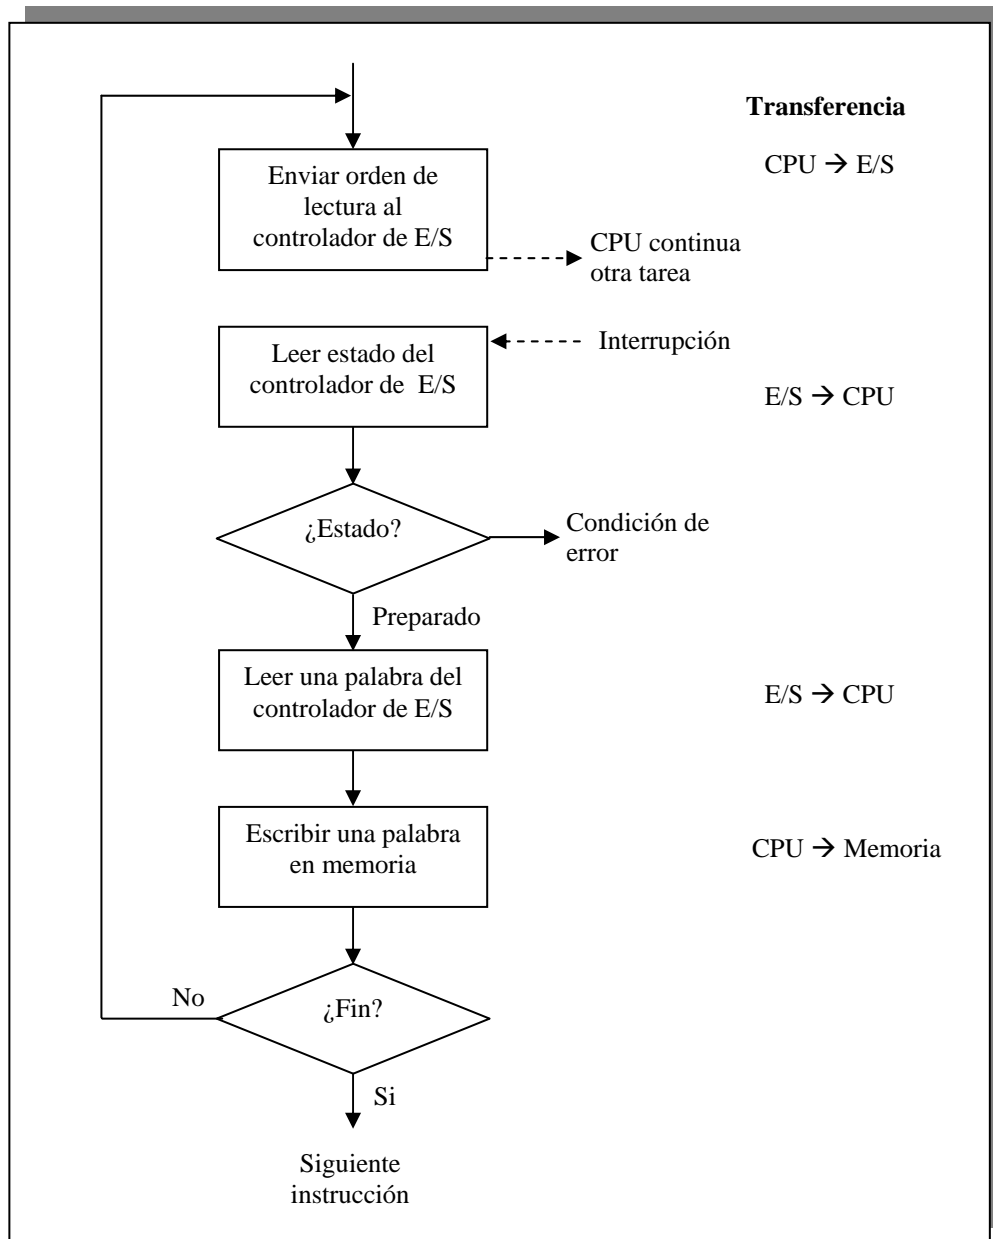 Transferencia
Enviar orden de
lectura al
controlador de E/S
CPU → E/S
CPU continua
otra tarea
Interrupción
Leer estado del
controlador de E/S
E/S → CPU
¿Estado?
Condición de
error
Preparado
Leer una palabra del
controlador de E/S
E/S → CPU
Escribir una palabra
en memoria
CPU → Memoria
No
¿Fin?
Si
Siguiente
instrucción